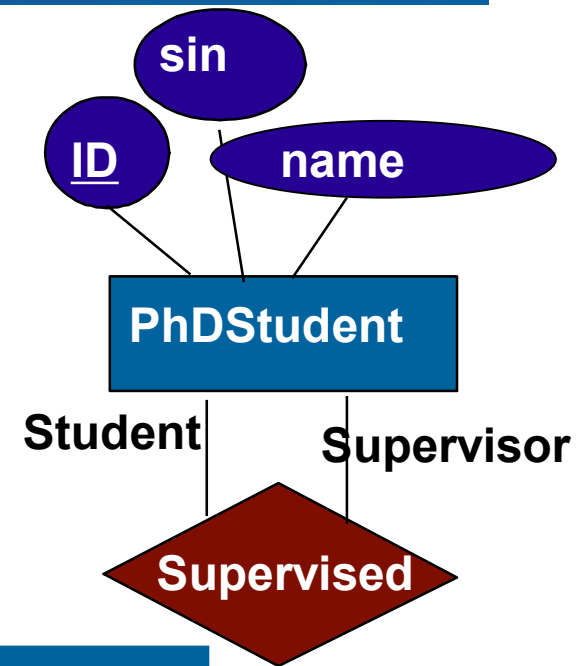 sin
ID
name
PhDStudent
Student
Supervisor
Supervised